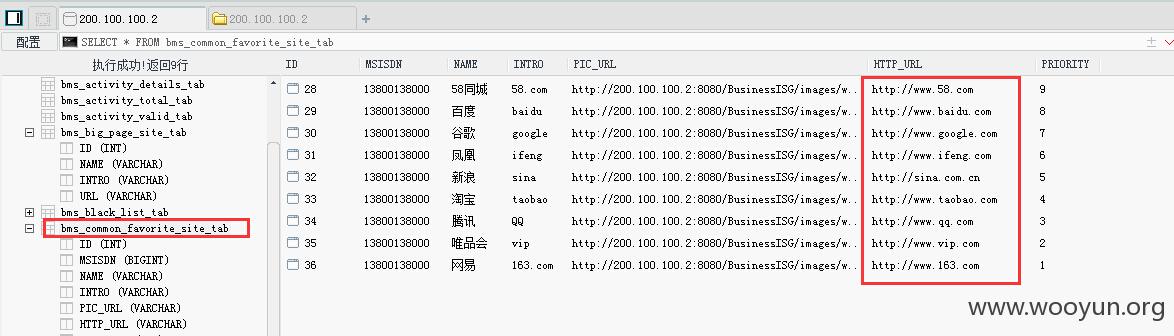 200.100.100.2 200.100.100.2
配置 SELECT * FROM bms_common_favorite_site_tab
执行成功!返回9行
bms_activity_details_tab
bms_activity_total_tab
bms_activity_valid_tab
bms_big_page_site_tab
ID (INT)
NAME (VARCHAR)
INTRO (VARCHAR)
URL (VARCHAR)
bms_black_list_tab
bms_common_favorite_site_tab
ID (INT)
MSISDN (BIGINT)
NAME (VARCHAR)
INTRO (VARCHAR)
PIC_URL (VARCHAR)
HTTP_URL (VARCHAR)
ID MSISDN NAME INTRO PIC_URL HTTP_URL PRIORITY
28 13800138000 58同城 58.com http://200.100.100.2:8080/BusinessISG/images/w.. http://www.58.com 9
29 13800138000 百度 baidu http://200.100.100.2:8080/BusinessISG/images/w.. http://www.baidu.com 8
30 13800138000 谷歌 google http://200.100.100.2:8080/BusinessISG/images/w.. http://www.google.com 7
31 13800138000 凤凰 ifeng http://200.100.100.2:8080/BusinessISG/images/w.. http://www.ifeng.com 6
32 13800138000 新浪 sina http://200.100.100.2:8080/BusinessISG/images/w.. http://sina.com.cn 5
33 13800138000 淘宝 taobao http://200.100.100.2:8080/BusinessISG/images/w.. http://www.taobao.com 4
34 13800138000 腾讯 QQ http://200.100.100.2:8080/BusinessISG/images/w.. http://www.qq.com 3
35 13800138000 唯品会 vip http://200.100.100.2:8080/BusinessISG/images/w.. http://www.vip.com 2
36 13800138000 网易 163.com http://200.100.100.2:8080/BusinessISG/images/w.. http://www.163.com 1
www.wooyun.org